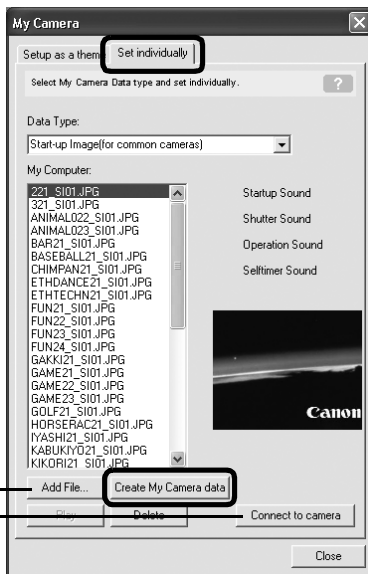 My Camera
Setup as a theme Set individually
Select My Camera Data type and set individually. ?
Data Type:
Start-up Image(for common cameras)
My Computer:
221_SI01.JPG
321_SI01.JPG
ANIMAL022_SI01.JPG
ANIMAL023_SI01.JPG
BAR21_SI01.JPG
BASEBALL21_SI01.JPG
CHIMPAN21_SI01.JPG
ETHDANCE21_SI01.JPG
ETHTECHN21_SI01.JPG
FUN21_SI01.JPG
FUN22_SI01.JPG
FUN23_SI01.JPG
FUN24_SI01.JPG
GAKKI21_SI01.JPG
GAME21_SI01.JPG
GAME22_SI01.JPG
GAME23_SI01.JPG
GOLF21_SI01.JPG
HORSERAC21_SI01.JPG
IYASHI21_SI01.JPG
KABUKIYO21_SI01.JPG
KIKORI21_SI01.JPG
Startup Sound
Shutter Sound
Operation Sound
Selftimer Sound
Canon
Add File... Create My Camera data
Play Delete Connect to camera
Close